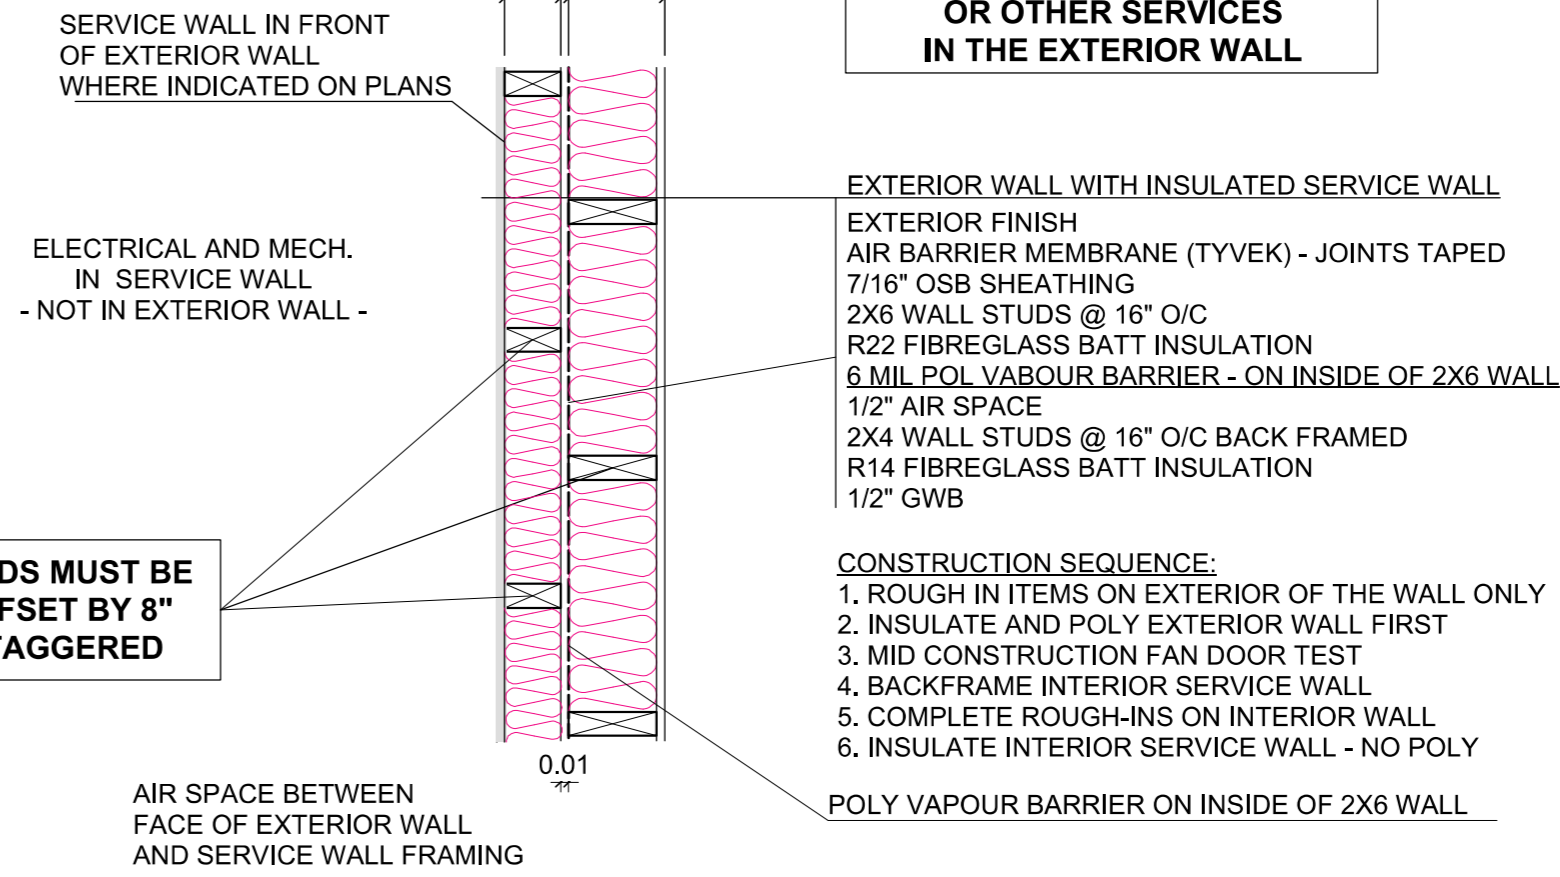 SERVICE WALL IN FRONT
OF EXTERIOR WALL
WHERE INDICATED ON PLANS
OR OTHER SERVICES
IN THE EXTERIOR WALL
ELECTRICAL AND MECH.
IN SERVICE WALL
- NOT IN EXTERIOR WALL -
EXTERIOR WALL WITH INSULATED SERVICE WALL
EXTERIOR FINISH
AIR BARRIER MEMBRANE (TYVEK) - JOINTS TAPED
7/16" OSB SHEATHING
2X6 WALL STUDS @ 16" O/C
R22 FIBREGLASS BATT INSULATION
6 MIL POL VABOUR BARRIER - ON INSIDE OF 2X6 WALL
1/2" AIR SPACE
2X4 WALL STUDS @ 16" O/C BACK FRAMED
R14 FIBREGLASS BATT INSULATION
1/2" GWB
DS MUST BE
FSET BY 8"
AGGERED
CONSTRUCTION SEQUENCE:
1. ROUGH IN ITEMS ON EXTERIOR OF THE WALL ONLY
2. INSULATE AND POLY EXTERIOR WALL FIRST
3. MID CONSTRUCTION FAN DOOR TEST
4. BACKFRAME INTERIOR SERVICE WALL
5. COMPLETE ROUGH-INS ON INTERIOR WALL
6. INSULATE INTERIOR SERVICE WALL - NO POLY
0.01
AIR SPACE BETWEEN
FACE OF EXTERIOR WALL
AND SERVICE WALL FRAMING
POLY VAPOUR BARRIER ON INSIDE OF 2X6 WALL